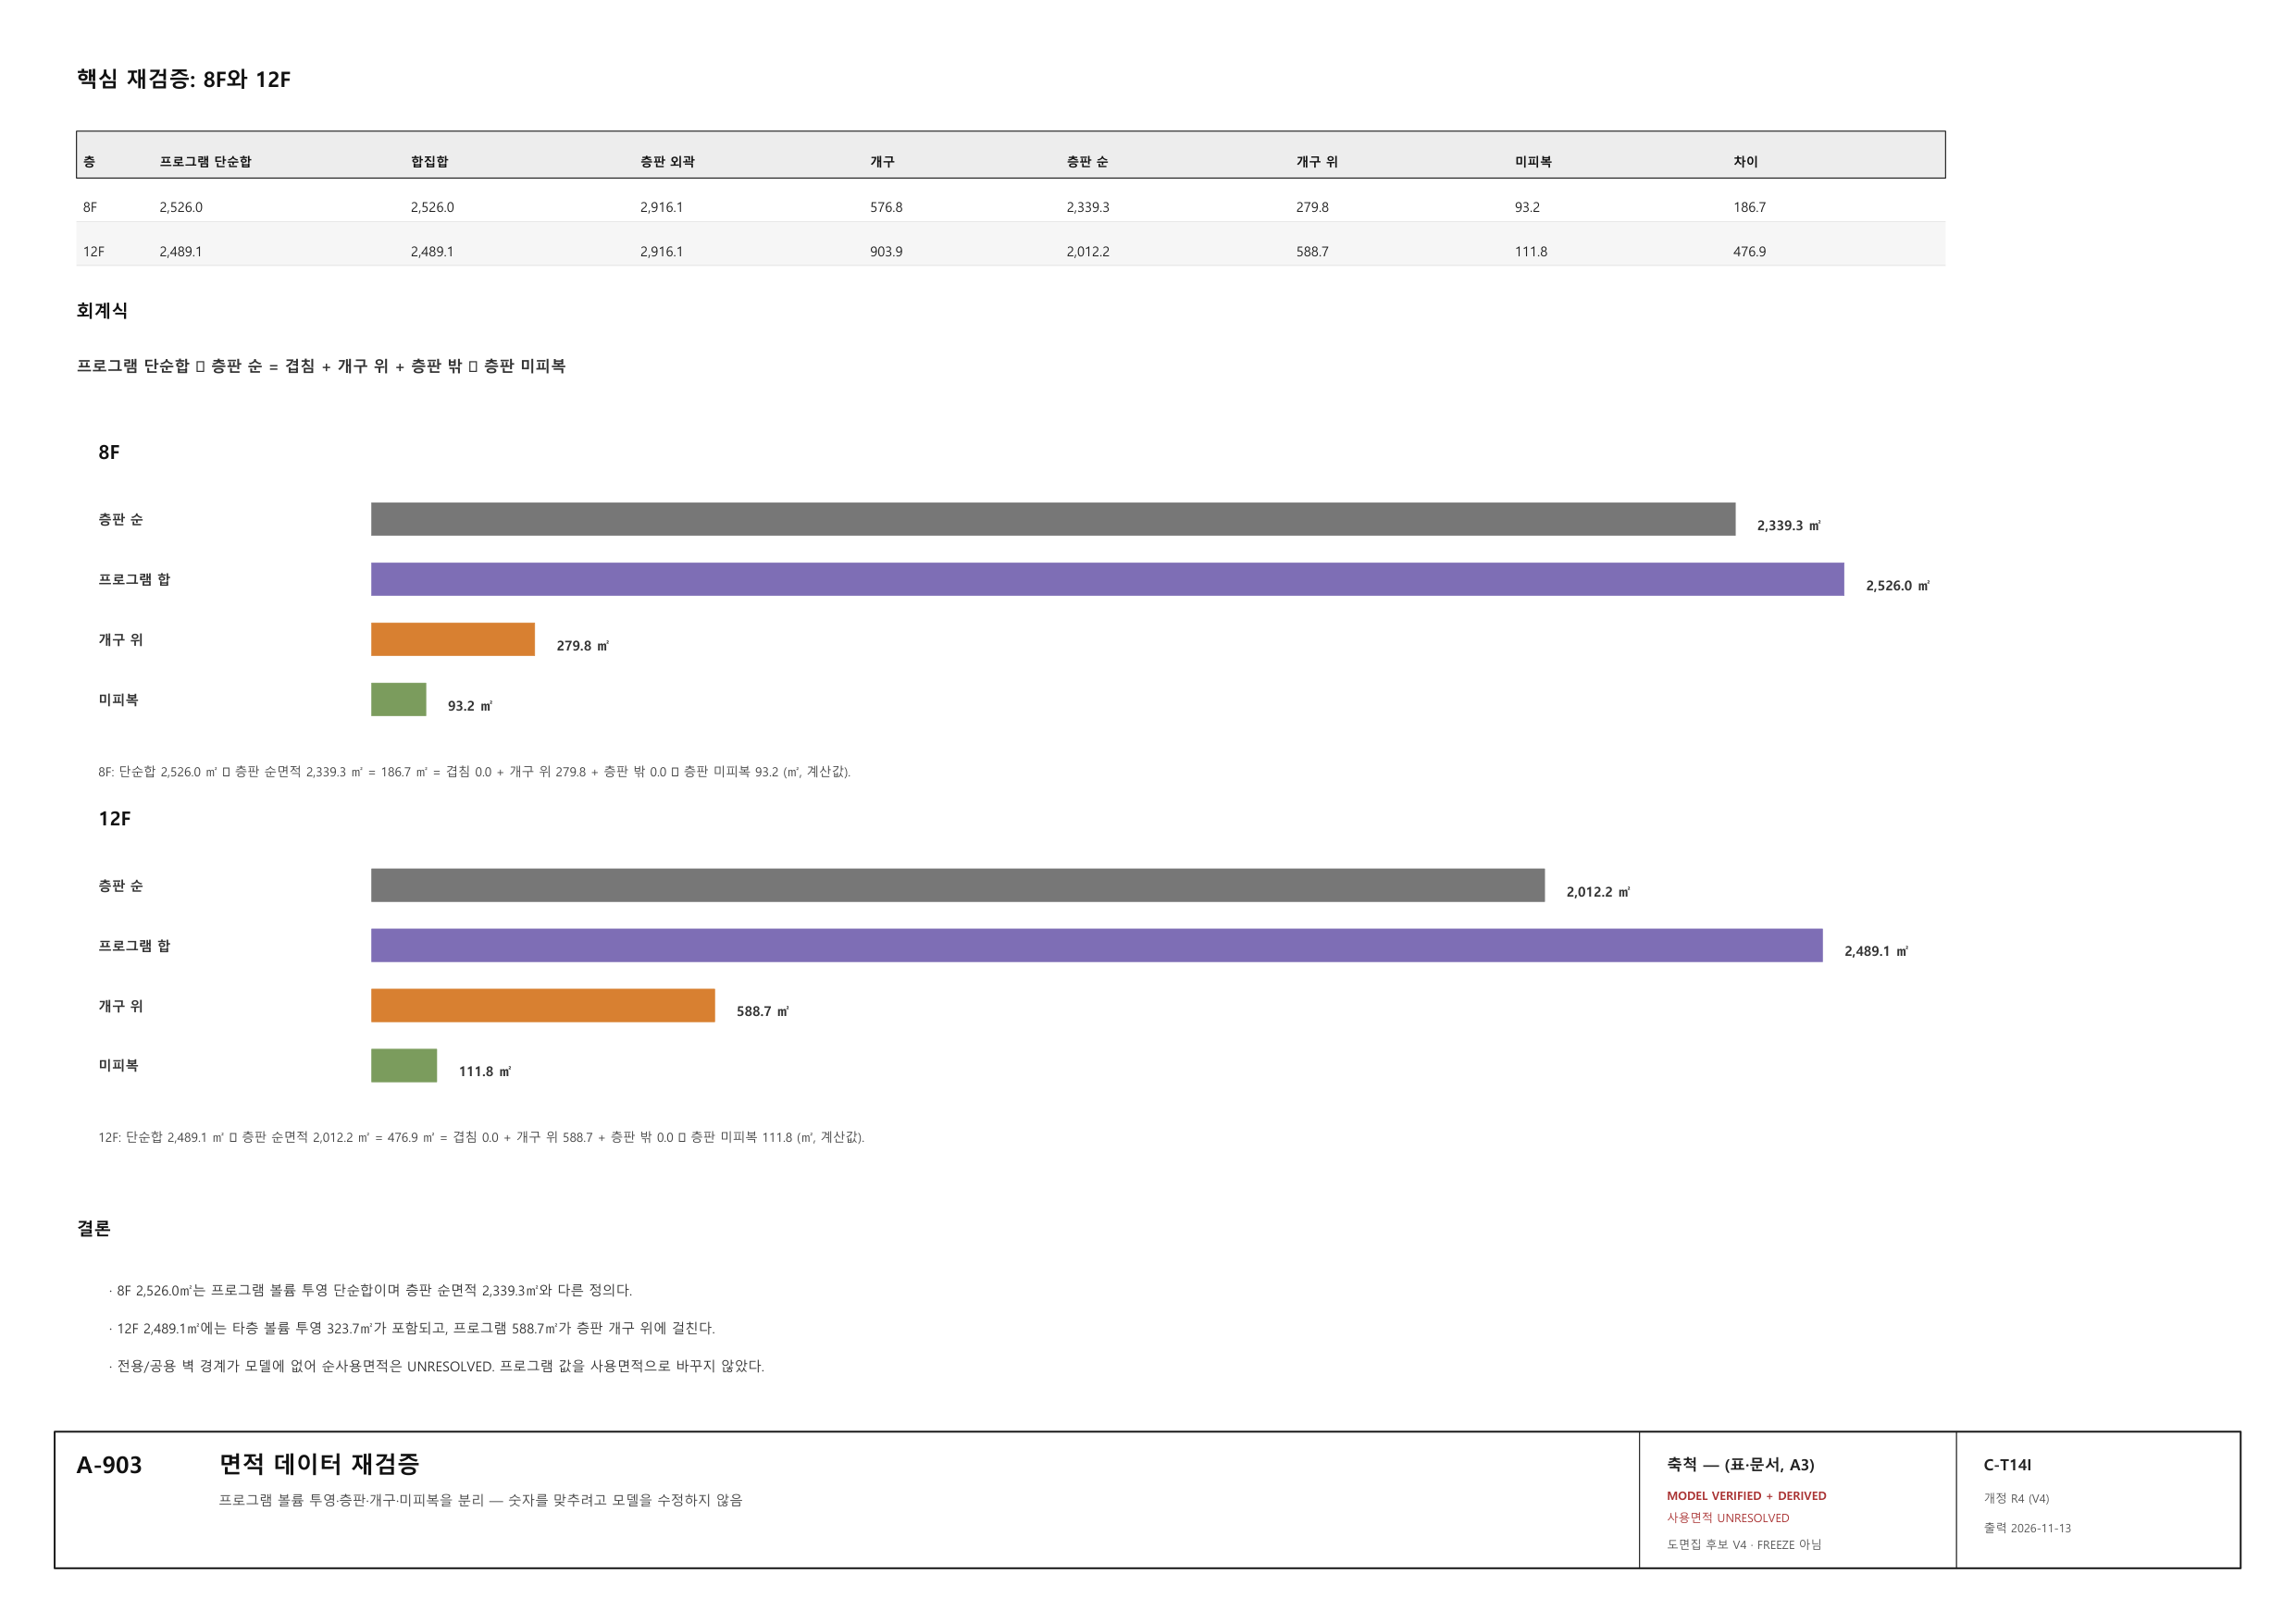 핵심 재검증: 8F와 12F
층 프로그램 단순합 합집합 층판 외곽 개구 층판 순 개구 위 미피복 차이
8F 2,526.0 2,526.0 2,916.1 576.8 2,339.3 279.8 93.2 186.7
12F 2,489.1 2,489.1 2,916.1 903.9 2,012.2 588.7 111.8 476.9
회계식
프로그램 단순합 ▯ 층판 순 = 겹침 + 개구 위 + 층판 밖 ▯ 층판 미피복
8F
층판 순 2,339.3 ㎡
프로그램 합 2,526.0 ㎡
개구 위 279.8 ㎡
미피복 93.2 ㎡
8F: 단순합 2,526.0 ㎡ ▯ 층판 순면적 2,339.3 ㎡ = 186.7 ㎡ = 겹침 0.0 + 개구 위 279.8 + 층판 밖 0.0 ▯ 층판 미피복 93.2 (㎡, 계산값).
12F
층판 순 2,012.2 ㎡
프로그램 합 2,489.1 ㎡
개구 위 588.7 ㎡
미피복 111.8 ㎡
12F: 단순합 2,489.1 ㎡ ▯ 층판 순면적 2,012.2 ㎡ = 476.9 ㎡ = 겹침 0.0 + 개구 위 588.7 + 층판 밖 0.0 ▯ 층판 미피복 111.8 (㎡, 계산값).
결론
· 8F 2,526.0㎡는 프로그램 볼륨 투영 단순합이며 층판 순면적 2,339.3㎡와 다른 정의다.
· 12F 2,489.1㎡에는 타층 볼륨 투영 323.7㎡가 포함되고, 프로그램 588.7㎡가 층판 개구 위에 걸친다.
· 전용/공용 벽 경계가 모델에 없어 순사용면적은 UNRESOLVED. 프로그램 값을 사용면적으로 바꾸지 않았다.
A-903 면적 데이터 재검증
프로그램 볼륨 투영·층판·개구·미피복을 분리 — 숫자를 맞추려고 모델을 수정하지 않음
축척 — (표·문서, A3)
MODEL VERIFIED + DERIVED
사용면적 UNRESOLVED
도면집 후보 V4 · FREEZE 아님
C-T14I
개정 R4 (V4)
출력 2026-11-13